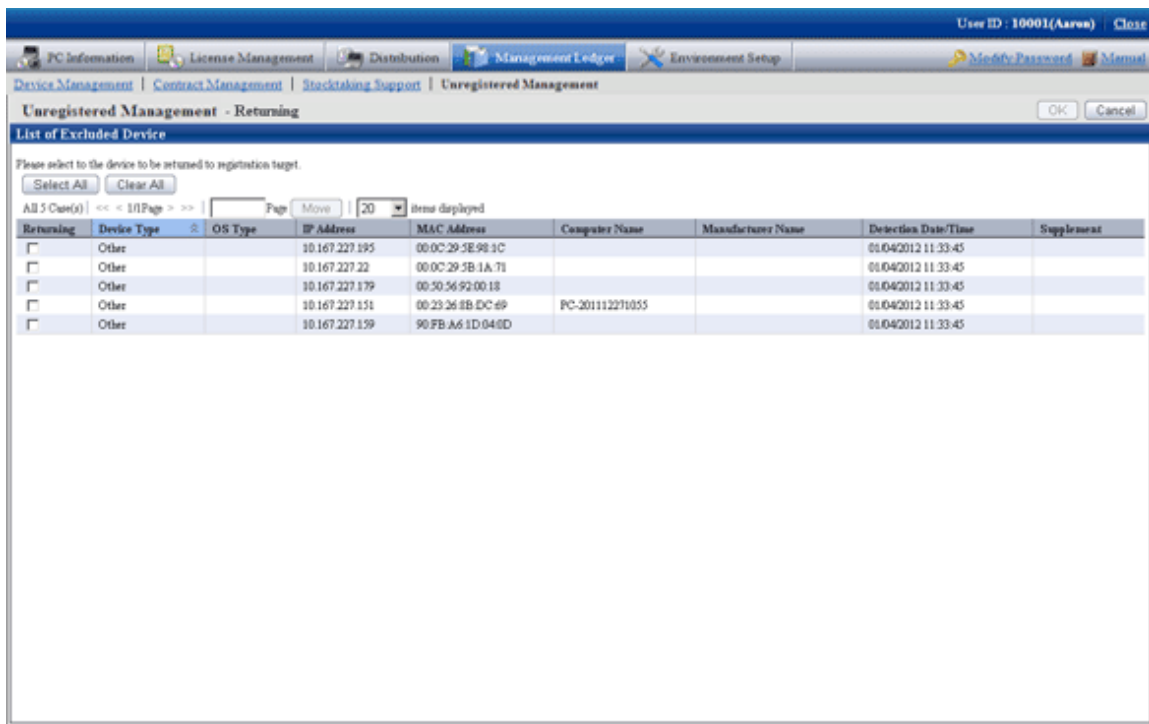 User ID : 10001(Aaron) Close
PC Information License Management Distribution Management Ledger Environment Setup Modify Password Manual
Device Management | Contract Management | Stocktaking Support | Unregistered Management
Unregistered Management - Returning OK Cancel
List of Excluded Device
Please select to the device to be returned to registration target.
Select All Clear All
All 5 Case(s) | << < 1/1Page > >> | Page Move | 20 items displayed
Returning Device Type OS Type IP Address MAC Address Computer Name Manufacturer Name Detection Date/Time Supplement
Other 10.167.227.195 00:0C:29:5E:98:1C 01/04/2012 11:33:45
Other 10.167.227.22 00:0C:29:5B:1A:71 01/04/2012 11:33:45
Other 10.167.227.179 00:50:56:92:00:18 01/04/2012 11:33:45
Other 10.167.227.151 00:23:26:8B:DC:69 PC-201112271055 01/04/2012 11:33:45
Other 10.167.227.159 90:FB:A6:1D:04:0D 01/04/2012 11:33:45